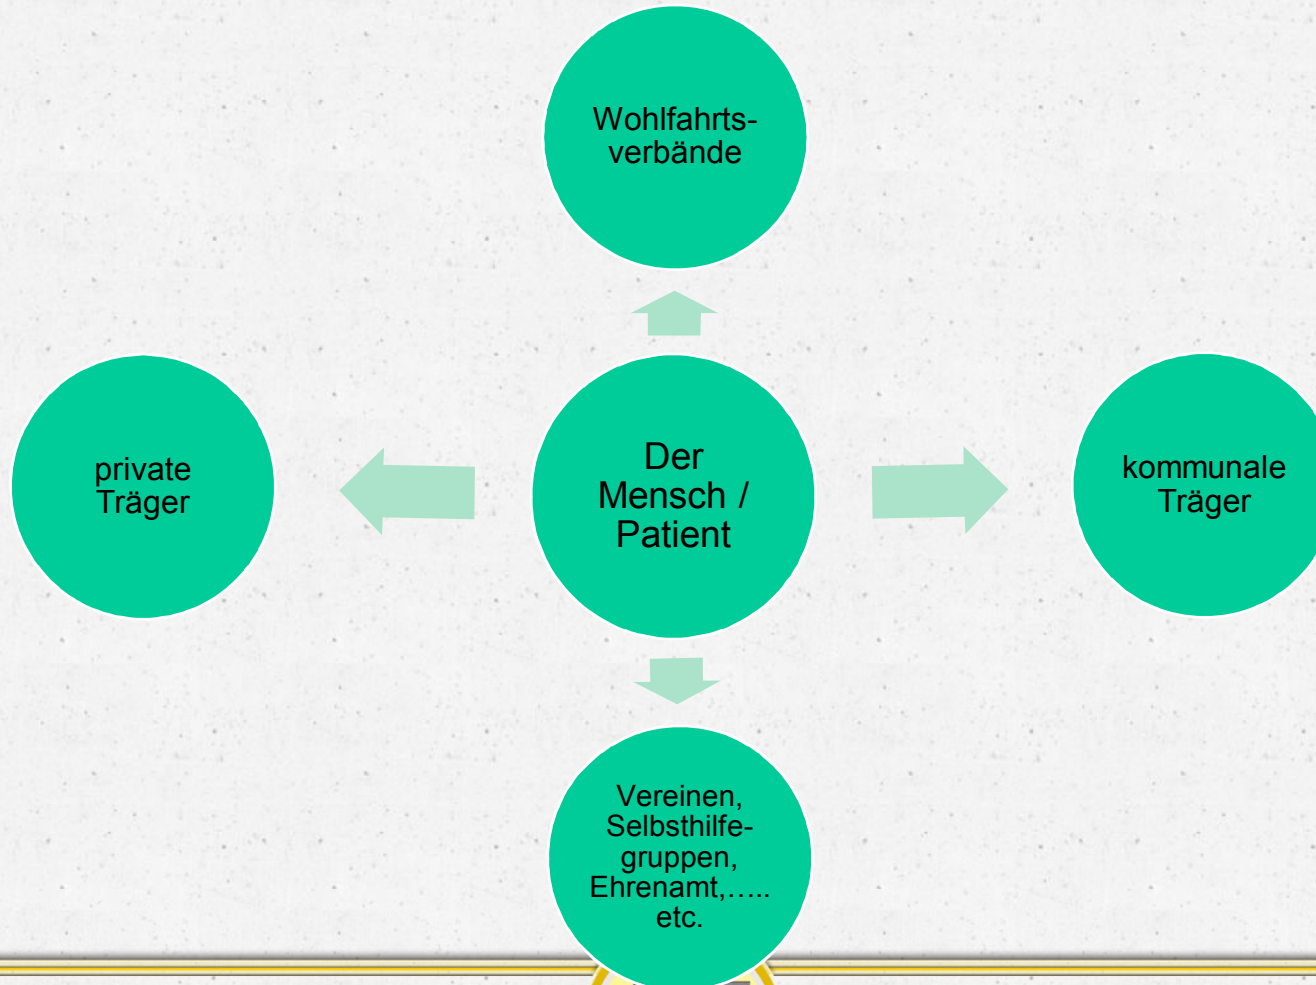 Wohlfahrts-
verbände
private
Träger
Der
Mensch /
Patient
kommunale
Träger
Vereinen,
Selbsthilfe-
gruppen,
Ehrenamt,.....
etc.